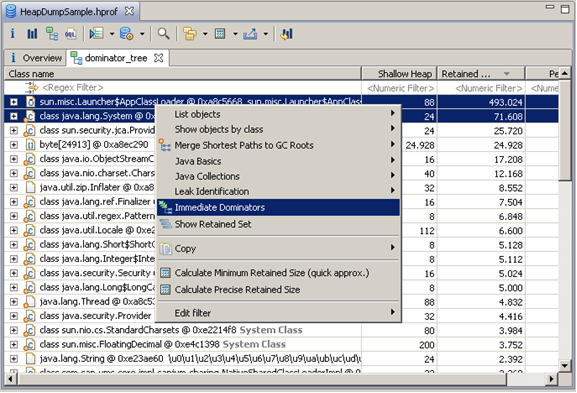 HeapDumpSample.hprof
i Overview dominator_tree
Class name Shallow Heap Retained ... Pe
<Regex Filter> <Numeric Filter> <Numeric Filter> <Nume
sun.misc.Launcher$AppClassLoader @ 0xa8c5668 sun.misc.Launcher$AppClass 88 493.024
class java.lang.System @ 0xa 24 71.608
class sun.security.jca.Provid 24 25.720
byte[24913] @ 0xa8ec290 24.928 24.928
class java.io.ObjectStreamC 16 17.208
class java.nio.charset.Chars 40 12.168
java.util.zip.Inflater @ 0xa8 32 8.552
class java.lang.ref.Finalizer 16 7.504
class java.util.regex.Pattern 8 6.848
class java.util.Locale @ 0xe2 112 6.600
class java.lang.Short$ShortC 8 5.128
class java.lang.Integer$Inte 8 5.112
class java.security.Security 16 5.024
class java.lang.Long$LongCa 8 5.000
java.lang.Thread @ 0xa8c53 88 4.832
class java.security.Provider 32 4.416
class sun.nio.cs.StandardCharsets @ 0xe2214f8 System Class 80 3.984
class sun.misc.FloatingDecimal @ 0xe4c1398 System Class 200 3.752
java.lang.String @ 0xe23ae60 \u0\u1\u2\u3\u4\u5\u6\u7\u8\u9\ua\ub\uc\ud\u 24 2.392
List objects
Show objects by class
Merge Shortest Paths to GC Roots
Java Basics
Java Collections
Leak Identification
Immediate Dominators
Show Retained Set
Copy
Calculate Minimum Retained Size (quick approx.)
Calculate Precise Retained Size
Edit filter